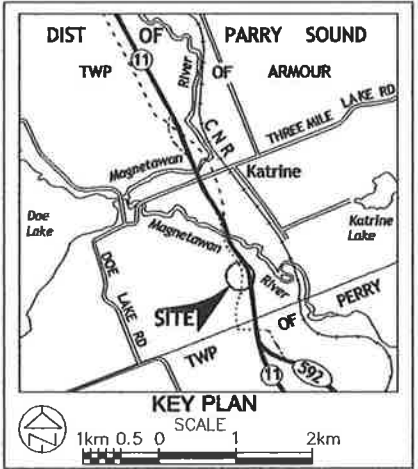 DIST OF PARRY SOUND
TWP OF ARMOUR
11
River
CNR
THREE MILE LAKE RD
Magnetawan
Katrine
Doe
Lake
Magnetawan
River
Katrine
Lake
DOE LAKE RD
SITE
TWP OF PERRY
11
592
KEY PLAN
SCALE
N
1km 0.5 0 1 2km